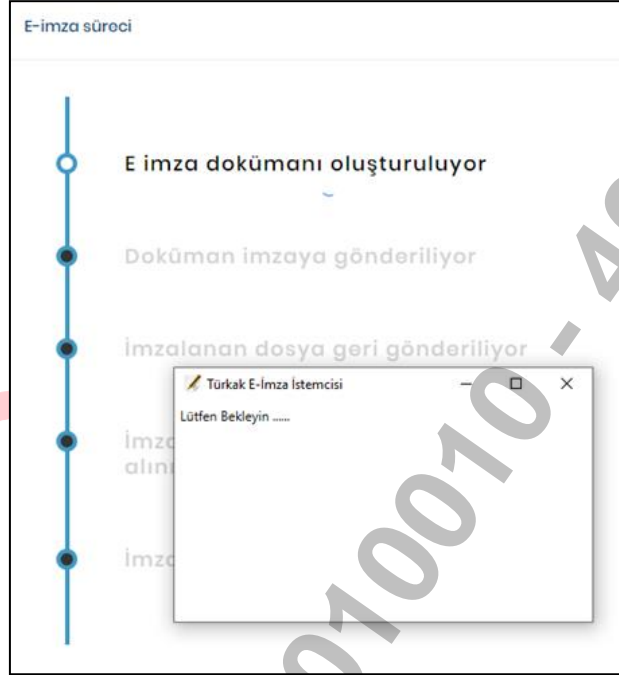 E-imza süreci
E imza dokümanı oluşturuluyor
Doküman imzaya gönderiliyor
İmzalanan dosya geri gönderiliyor
Türkak E-İmza İstemcisi
Lütfen Bekleyin ......